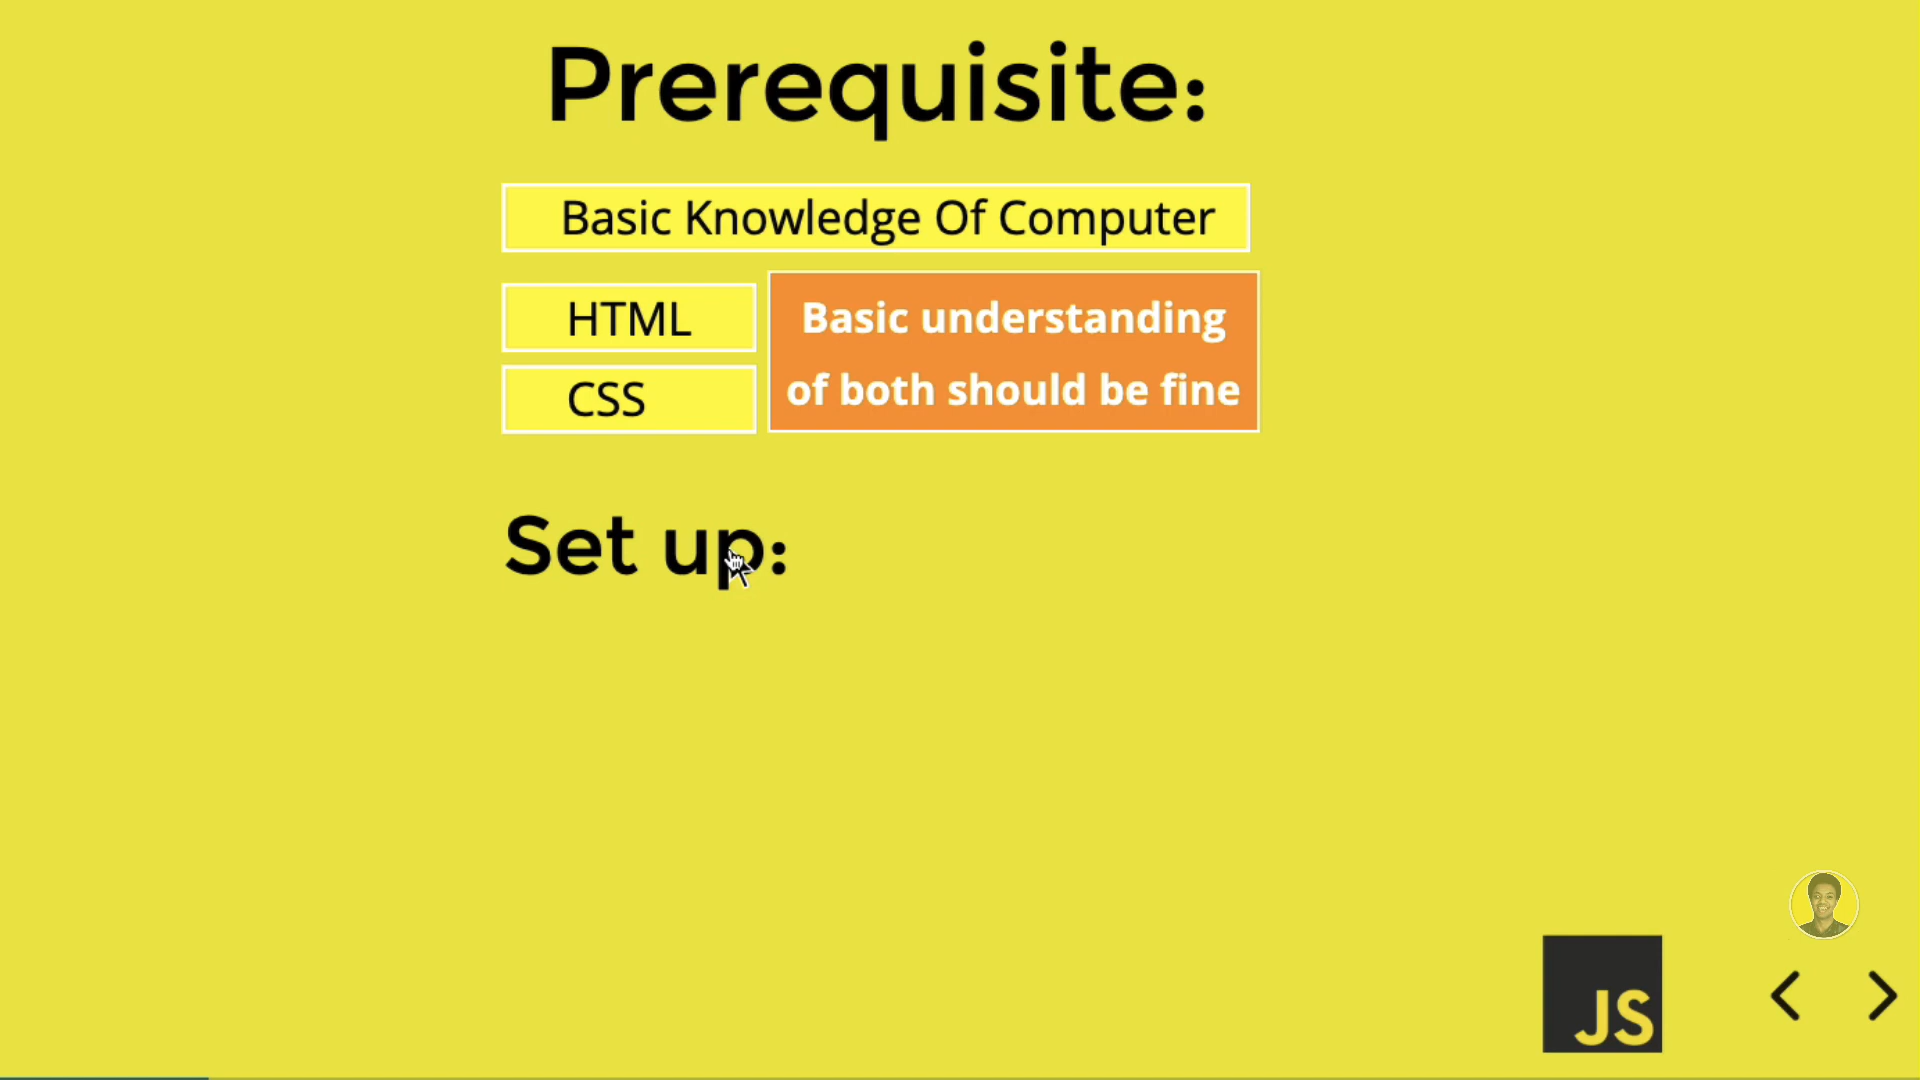 Prerequisite:
Basic Knowledge Of Computer
HTML
CSS
Basic understanding
of both should be fine
Set up:
JS